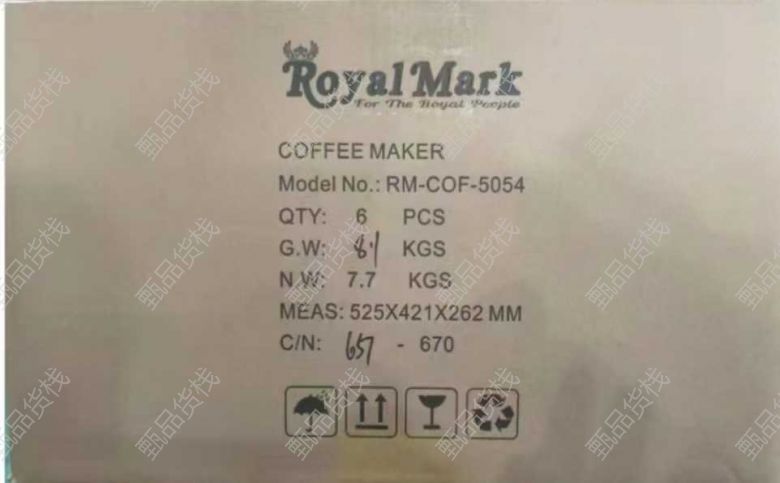 Royal Mark
For The Royal People
COFFEE MAKER
Model No.: RM-COF-5054
QTY: 6 PCS
G.W: 8.1 KGS
N.W: 7.7 KGS
MEAS: 525X421X262 MM
C/N: 657 - 670
甄品货栈